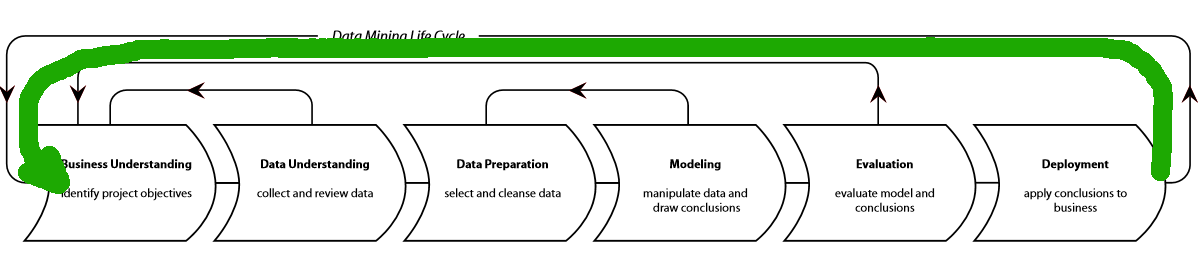 Data Mining Life Cycle
Business Understanding
identify project objectives
Data Understanding
collect and review data
Data Preparation
select and cleanse data
Modeling
manipulate data and
draw conclusions
Evaluation
evaluate model and
conclusions
Deployment
apply conclusions to
business